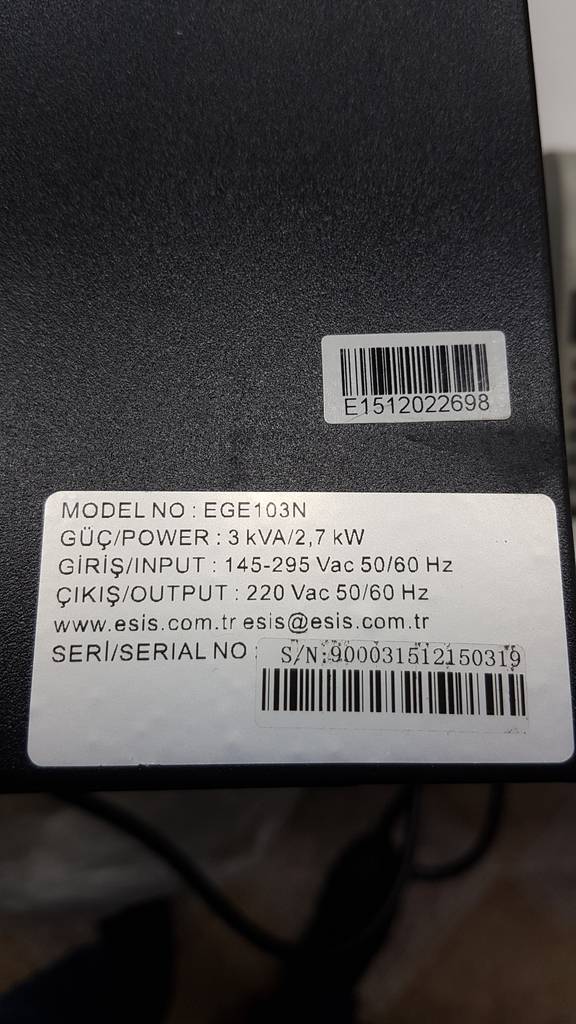 E1512022698
MODEL NO : EGE103N
GÜÇ/POWER : 3 kVA/2,7 kW
GİRİŞ/INPUT : 145-295 Vac 50/60 Hz
ÇIKIŞ/OUTPUT : 220 Vac 50/60 Hz
www.esis.com.tr esis@esis.com.tr
SERİ/SERIAL NO : S/N:900031512150319